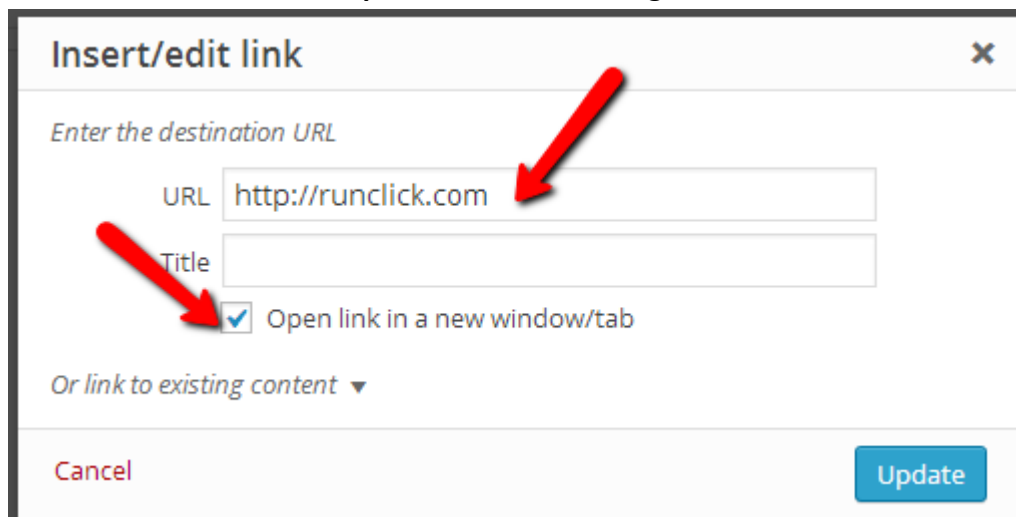 Insert/edit link
Enter the destination URL
URL http://runclick.com
Title
Open link in a new window/tab
Or link to existing content
Cancel
Update